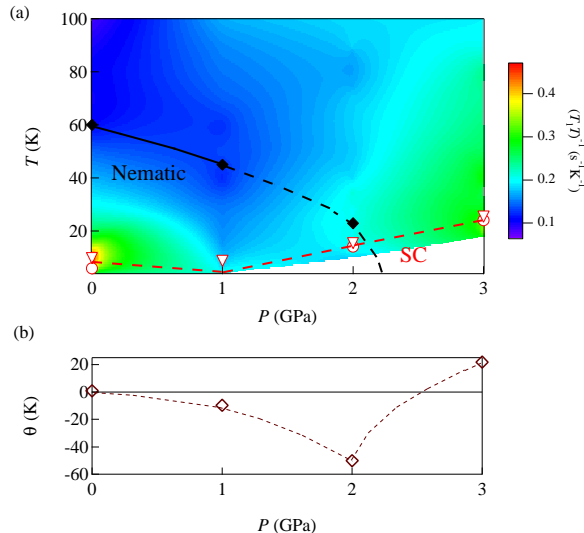 (a)
100
80
60
40
20
T (K)
Nematic
SC
0
1
2
3
P (GPa)
0.4
0.3
0.2
0.1
(T₁T)⁻¹ (s⁻¹K⁻¹)
(b)
20
0
-20
-40
-60
θ (K)
0
1
2
3
P (GPa)